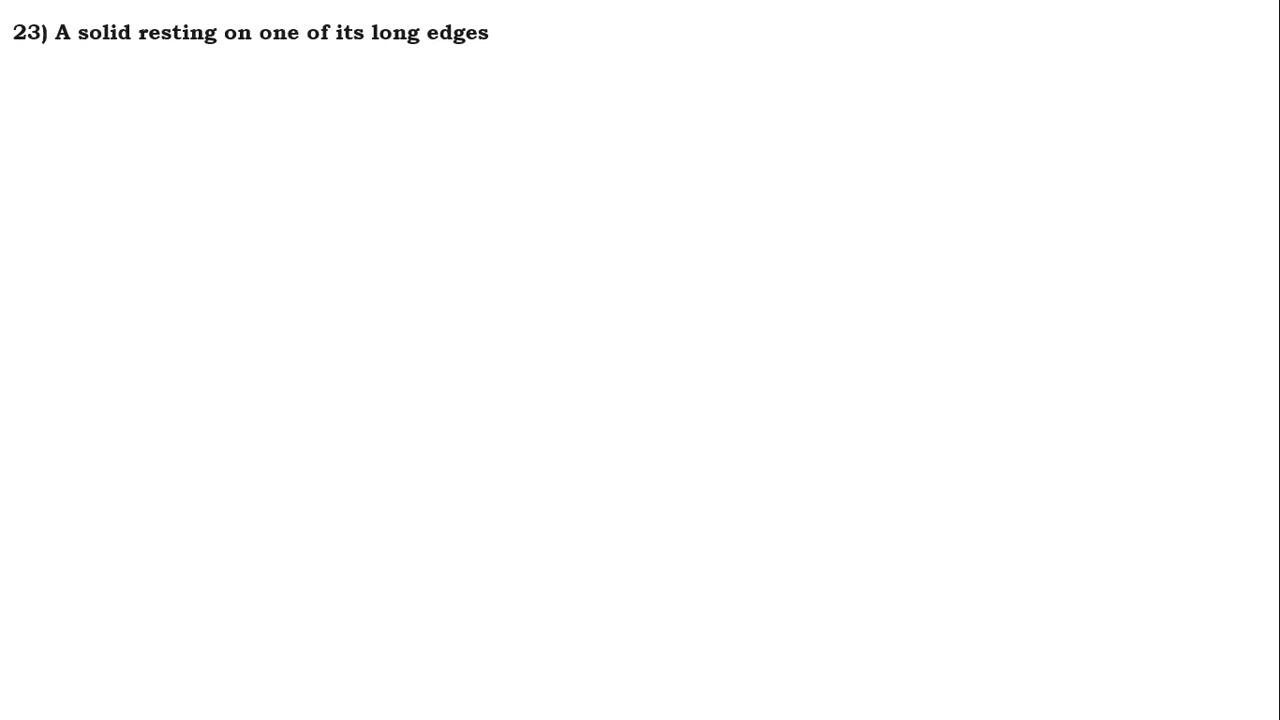 23) A solid resting on one of its long edges